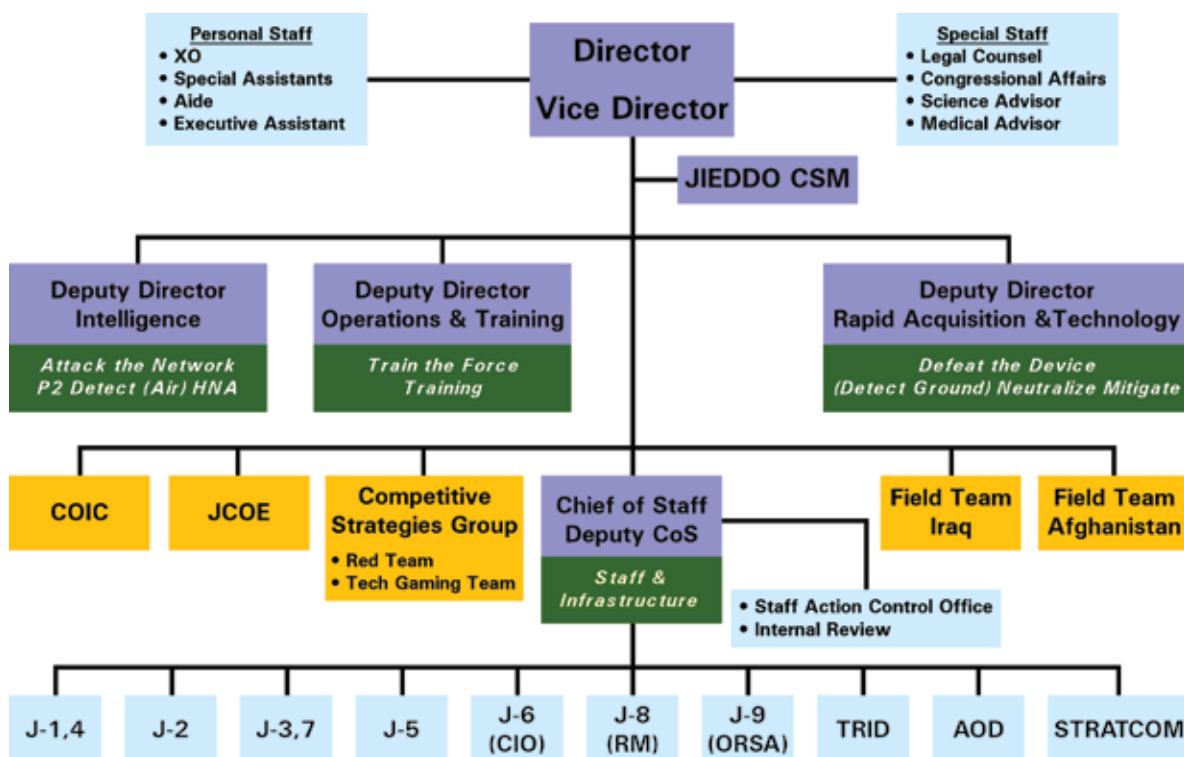 Personal Staff
• XO
• Special Assistants
• Aide
• Executive Assistant
Director
Vice Director
Special Staff
• Legal Counsel
• Congressional Affairs
• Science Advisor
• Medical Advisor
JIEDDO CSM
Deputy Director
Intelligence
Attack the Network
P2 Detect (Air) HNA
Deputy Director
Operations & Training
Train the Force
Training
Deputy Director
Rapid Acquisition &Technology
Defeat the Device
(Detect Ground) Neutralize Mitigate
COIC
JCOE
Competitive
Strategies Group
• Red Team
• Tech Gaming Team
Chief of Staff
Deputy CoS
Staff &
Infrastructure
Field Team
Iraq
Field Team
Afghanistan
• Staff Action Control Office
• Internal Review
J-1,4
J-2
J-3,7
J-5
J-6
(CIO)
J-8
(RM)
J-9
(ORSA)
TRID
AOD
STRATCOM